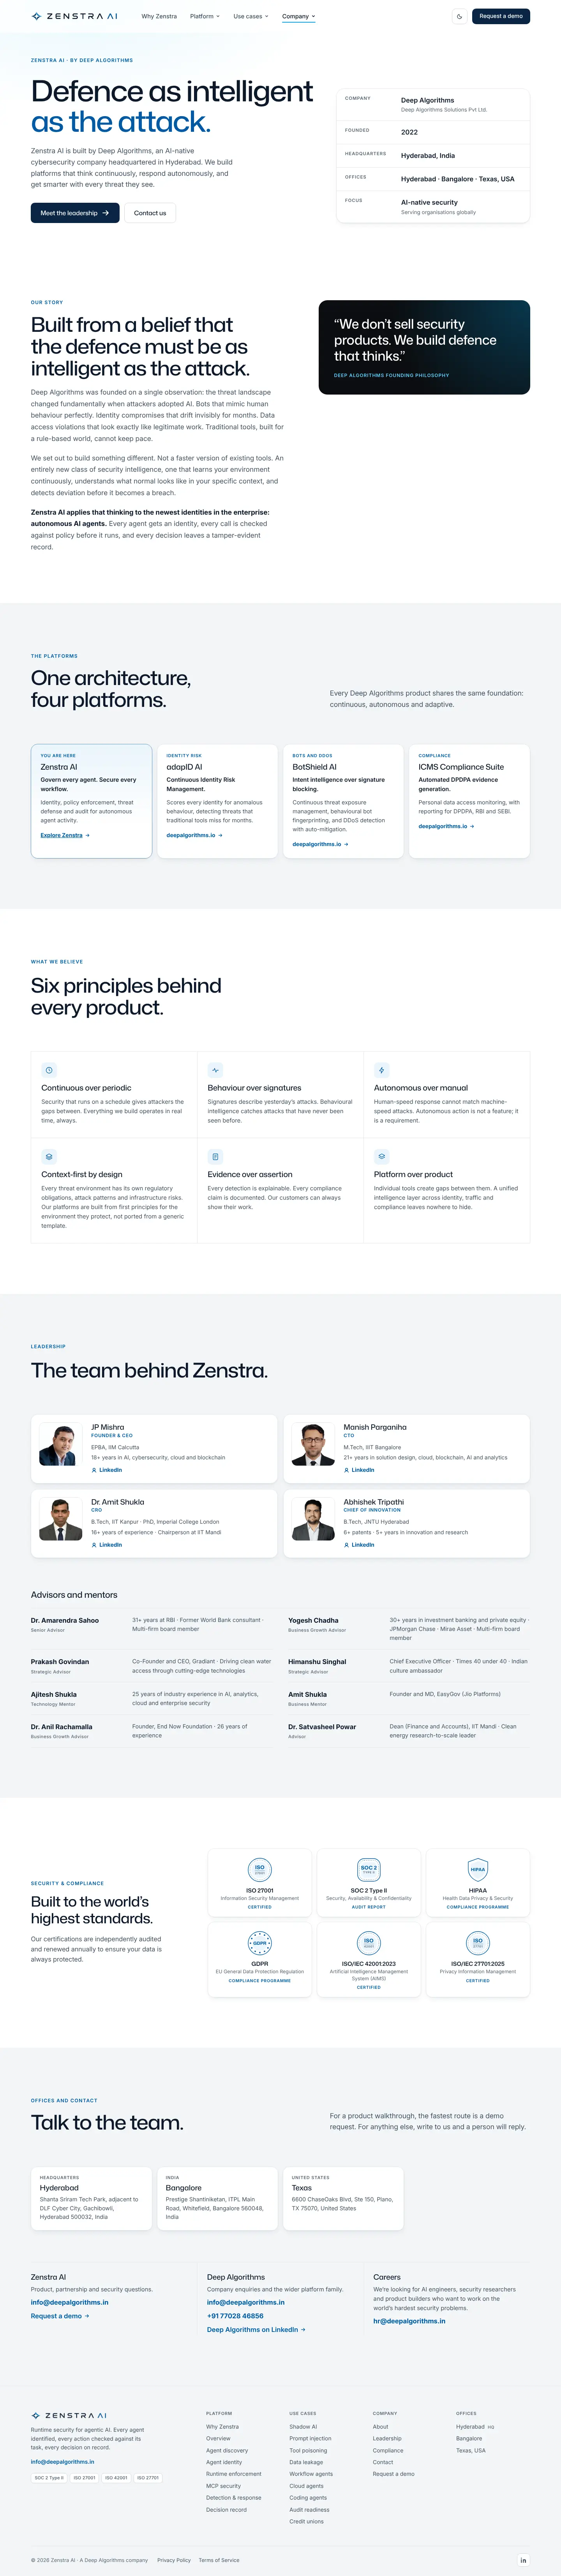 ZENSTRA AI
Why Zenstra
Platform
Use cases
Company
Request a demo
ZENSTRA AI · BY DEEP ALGORITHMS
Defence as intelligent
as the attack.
Zenstra AI is built by Deep Algorithms, an AI-native
cybersecurity company headquartered in Hyderabad. We build
platforms that think continuously, respond autonomously, and
get smarter with every threat they see.
Meet the leadership
Contact us
COMPANY
Deep Algorithms
Deep Algorithms Solutions Pvt Ltd.
FOUNDED
2022
HEADQUARTERS
Hyderabad, India
OFFICES
Hyderabad · Bangalore · Texas, USA
FOCUS
AI-native security
Serving organisations globally
OUR STORY
Built from a belief that
the defence must be as
intelligent as the attack.
Deep Algorithms was founded on a single observation: the threat landscape
changed fundamentally when attackers adopted AI. Bots that mimic human
behaviour perfectly. Identity compromises that drift invisibly for months. Data
access violations that look exactly like legitimate work. Traditional tools, built for
a rule-based world, cannot keep pace.
We set out to build something different. Not a faster version of existing tools. An
entirely new class of security intelligence, one that learns your environment
continuously, understands what normal looks like in your specific context, and
detects deviation before it becomes a breach.
Zenstra AI applies that thinking to the newest identities in the enterprise:
autonomous AI agents. Every agent gets an identity, every call is checked
against policy before it runs, and every decision leaves a tamper-evident
record.
“We don’t sell security
products. We build defence
that thinks.”
DEEP ALGORITHMS FOUNDING PHILOSOPHY
THE PLATFORMS
One architecture,
four platforms.
Every Deep Algorithms product shares the same foundation:
continuous, autonomous and adaptive.
YOU ARE HERE
Zenstra AI
Govern every agent. Secure every
workflow.
Identity, policy enforcement, threat
defense and audit for autonomous
agent activity.
Explore Zenstra
IDENTITY RISK
adapID AI
Continuous Identity Risk
Management.
Scores every identity for anomalous
behaviour, detecting threats that
traditional tools miss for months.
deepalgorithms.io
BOTS AND DDOS
BotShield AI
Intent intelligence over signature
blocking.
Continuous threat exposure
management, behavioural bot
fingerprinting, and DDoS detection
with auto-mitigation.
deepalgorithms.io
COMPLIANCE
ICMS Compliance Suite
Automated DPDPA evidence
generation.
Personal data access monitoring, with
reporting for DPDPA, RBI and SEBI.
deepalgorithms.io
WHAT WE BELIEVE
Six principles behind
every product.
Continuous over periodic
Security that runs on a schedule gives attackers the
gaps between. Everything we build operates in real
time, always.
Behaviour over signatures
Signatures describe yesterday’s attacks. Behavioural
intelligence catches attacks that have never been
seen before.
Autonomous over manual
Human-speed response cannot match machine-
speed attacks. Autonomous action is not a feature; it
is a requirement.
Context-first by design
Every threat environment has its own regulatory
obligations, attack patterns and infrastructure risks.
Our platforms are built from first principles for the
environment they protect, not ported from a generic
template.
Evidence over assertion
Every detection is explainable. Every compliance
claim is documented. Our customers can always
show their work.
Platform over product
Individual tools create gaps between them. A unified
intelligence layer across identity, traffic and
compliance leaves nowhere to hide.
LEADERSHIP
The team behind Zenstra.
JP Mishra
FOUNDER & CEO
EPBA, IIM Calcutta
18+ years in AI, cybersecurity, cloud and blockchain
LinkedIn
Manish Parganiha
CTO
M.Tech, IIIT Bangalore
21+ years in solution design, cloud, blockchain, AI and analytics
LinkedIn
Dr. Amit Shukla
CRO
B.Tech, IIT Kanpur · PhD, Imperial College London
16+ years of experience · Chairperson at IIT Mandi
LinkedIn
Abhishek Tripathi
CHIEF OF INNOVATION
B.Tech, JNTU Hyderabad
6+ patents · 5+ years in innovation and research
LinkedIn
Advisors and mentors
Dr. Amarendra Sahoo
Senior Advisor
31+ years at RBI · Former World Bank consultant ·
Multi-firm board member
Yogesh Chadha
Business Growth Advisor
30+ years in investment banking and private equity ·
JPMorgan Chase · Mirae Asset · Multi-firm board
member
Prakash Govindan
Strategic Advisor
Co-Founder and CEO, Gradiant · Driving clean water
access through cutting-edge technologies
Himanshu Singhal
Strategic Advisor
Chief Executive Officer · Times 40 under 40 · Indian
culture ambassador
Ajitesh Shukla
Technology Mentor
25 years of industry experience in AI, analytics,
cloud and enterprise security
Amit Shukla
Business Mentor
Founder and MD, EasyGov (Jio Platforms)
Dr. Anil Rachamalla
Business Growth Advisor
Founder, End Now Foundation · 26 years of
experience
Dr. Satvasheel Powar
Advisor
Dean (Finance and Accounts), IIT Mandi · Clean
energy research-to-scale leader
SECURITY & COMPLIANCE
Built to the world’s
highest standards.
Our certifications are independently audited
and renewed annually to ensure your data is
always protected.
ISO
27001
ISO 27001
Information Security Management
CERTIFIED
SOC 2
TYPE II
SOC 2 Type II
Security, Availability & Confidentiality
AUDIT REPORT
HIPAA
HIPAA
Health Data Privacy & Security
COMPLIANCE PROGRAMME
GDPR
GDPR
EU General Data Protection Regulation
COMPLIANCE PROGRAMME
ISO
42001
ISO/IEC 42001:2023
Artificial Intelligence Management
System (AIMS)
CERTIFIED
ISO
27701
ISO/IEC 27701:2025
Privacy Information Management
CERTIFIED
OFFICES AND CONTACT
Talk to the team.
For a product walkthrough, the fastest route is a demo
request. For anything else, write to us and a person will reply.
HEADQUARTERS
Hyderabad
Shanta Sriram Tech Park, adjacent to
DLF Cyber City, Gachibowli,
Hyderabad 500032, India
INDIA
Bangalore
Prestige Shantiniketan, ITPL Main
Road, Whitefield, Bangalore 560048,
India
UNITED STATES
Texas
6600 ChaseOaks Blvd, Ste 150, Plano,
TX 75070, United States
Zenstra AI
Product, partnership and security questions.
info@deepalgorithms.in
Request a demo
Deep Algorithms
Company enquiries and the wider platform family.
info@deepalgorithms.in
+91 77028 46856
Deep Algorithms on LinkedIn
Careers
We’re looking for AI engineers, security researchers
and product builders who want to work on the
world’s hardest security problems.
hr@deepalgorithms.in
ZENSTRA AI
Runtime security for agentic AI. Every agent
identified, every action checked against its
task, every decision on record.
info@deepalgorithms.in
SOC 2 Type II
ISO 27001
ISO 42001
ISO 27701
PLATFORM
Why Zenstra
Overview
Agent discovery
Agent identity
Runtime enforcement
MCP security
Detection & response
Decision record
USE CASES
Shadow AI
Prompt injection
Tool poisoning
Data leakage
Workflow agents
Cloud agents
Coding agents
Audit readiness
Credit unions
COMPANY
About
Leadership
Compliance
Contact
Request a demo
OFFICES
Hyderabad HQ
Bangalore
Texas, USA
© 2026 Zenstra AI · A Deep Algorithms company
Privacy Policy
Terms of Service
in